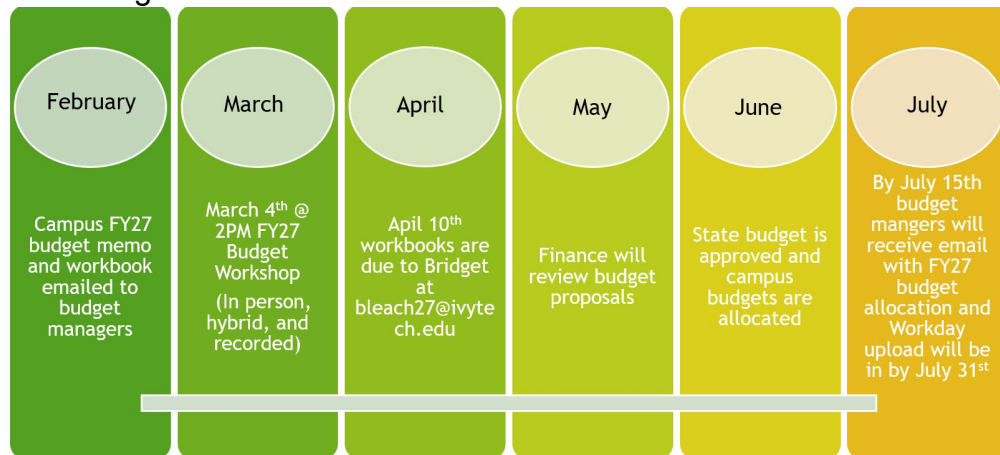 February
Campus FY27
budget memo
and workbook
emailed to
budget
managers
March
March 4th @
2PM FY27
Budget
Workshop
(In person,
hybrid, and
recorded)
April
Apil 10th
workbooks are
due to Bridget
at
bleach27@ivyte
ch.edu
May
Finance will
review budget
proposals
June
State budget is
approved and
campus
budgets are
allocated
July
By July 15th
budget
mangers will
receive email
with FY27
budget
allocation and
Workday
upload will be
in by July 31st